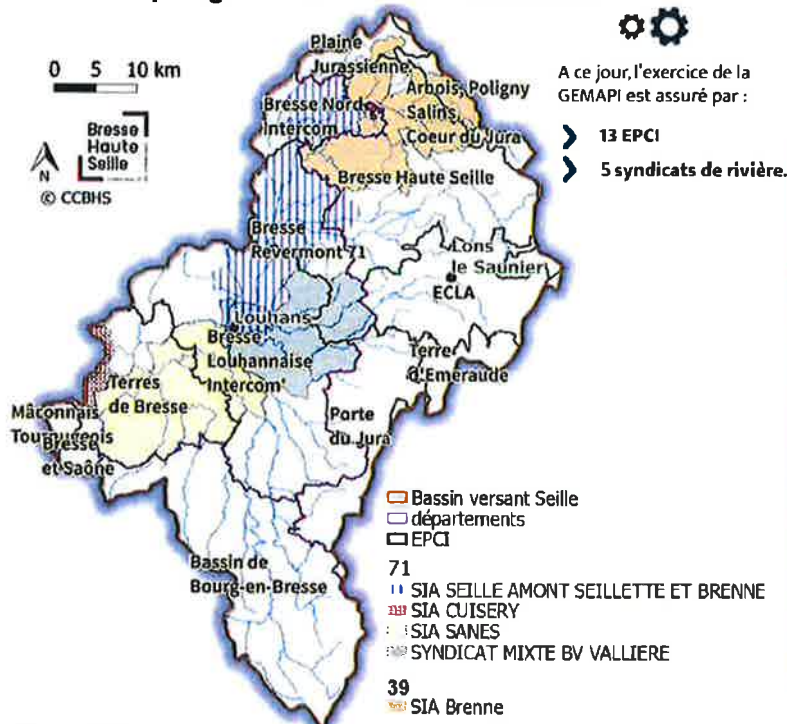 Plaine
Jurassienne
0 5 10 km
Arbois, Poligny
Salins,
Coeur du Jura
Bresse Nord
Intercom
Bresse
Haute
Seille
N
© CCBHS
Bresse Haute Seille
A ce jour, l'exercice de la
GEMAPI est assuré par :
13 EPCI
5 syndicats de rivière.
Bresse
Revermont 71
Lons
le Saunier
ECLA
Louhans
Bresse
Louhannaise
Intercom'
Terre
d'Emeraude
Terres
de Bresse
Porte
du Jura
Mâconnais
Tournugeois
Bresse
et Saône
Bassin de
Bourg-en-Bresse
Bassin versant Seille
départements
EPCI
71
SIA SEILLE AMONT SEILLETTE ET BRENNE
SIA CUISERY
SIA SANES
SYNDICAT MIXTE BV VALLIERE
39
SIA Brenne